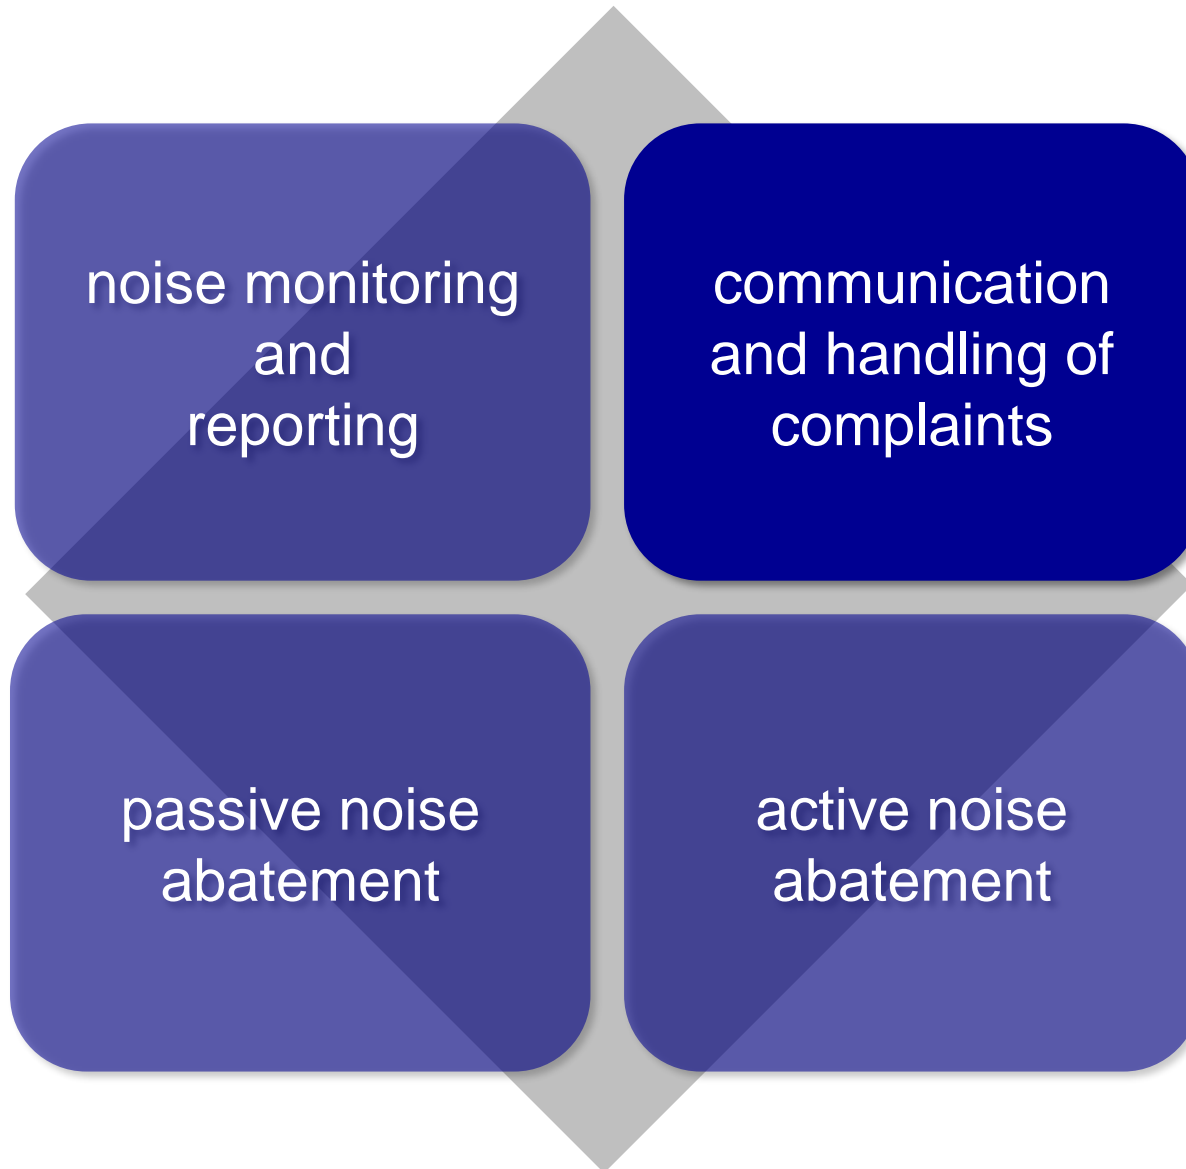 noise monitoring
and
reporting
communication
and handling of
complaints
passive noise
abatement
active noise
abatement